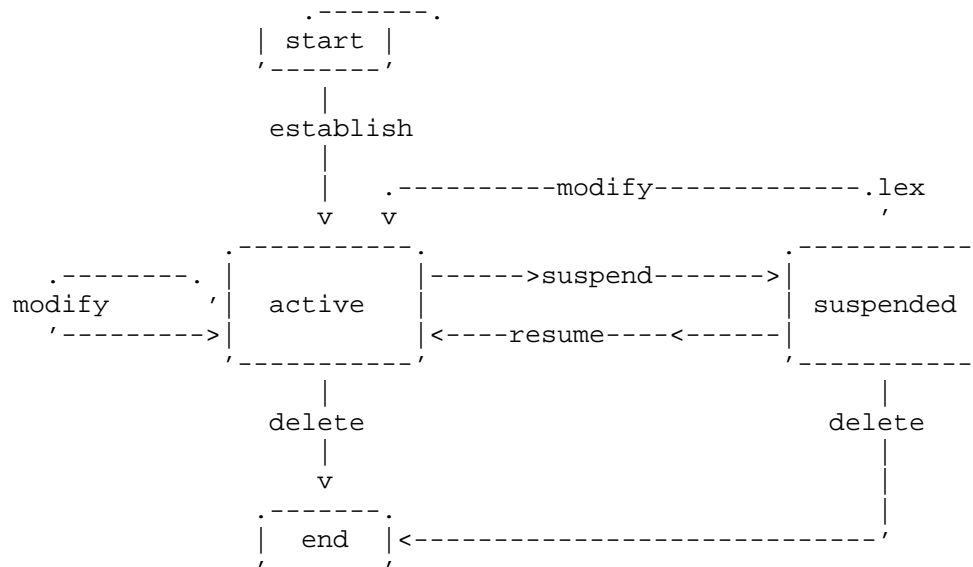 start
establish
modify lex
suspend
modify active suspended
resume
delete delete
end